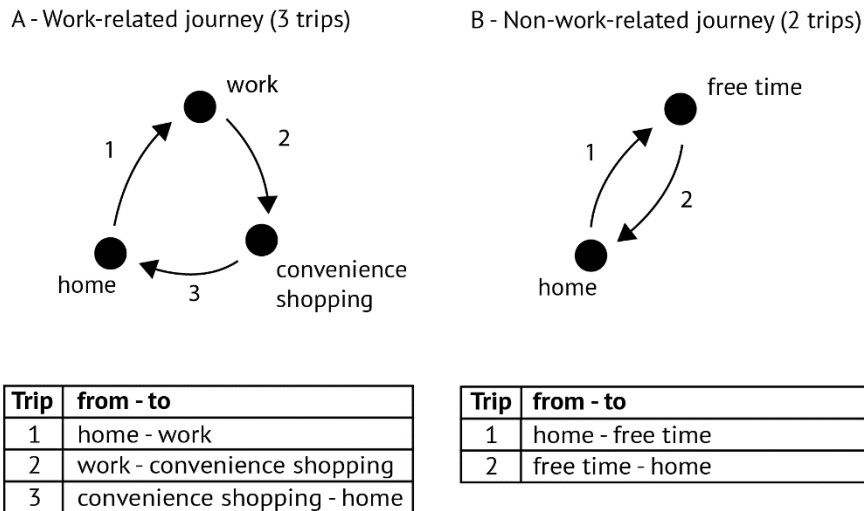 A - Work-related journey (3 trips)
work
1
2
home
3
convenience
shopping
B - Non-work-related journey (2 trips)
free time
1
2
home
Trip from - to
1 home - work
2 work - convenience shopping
3 convenience shopping - home
Trip from - to
1 home - free time
2 free time - home